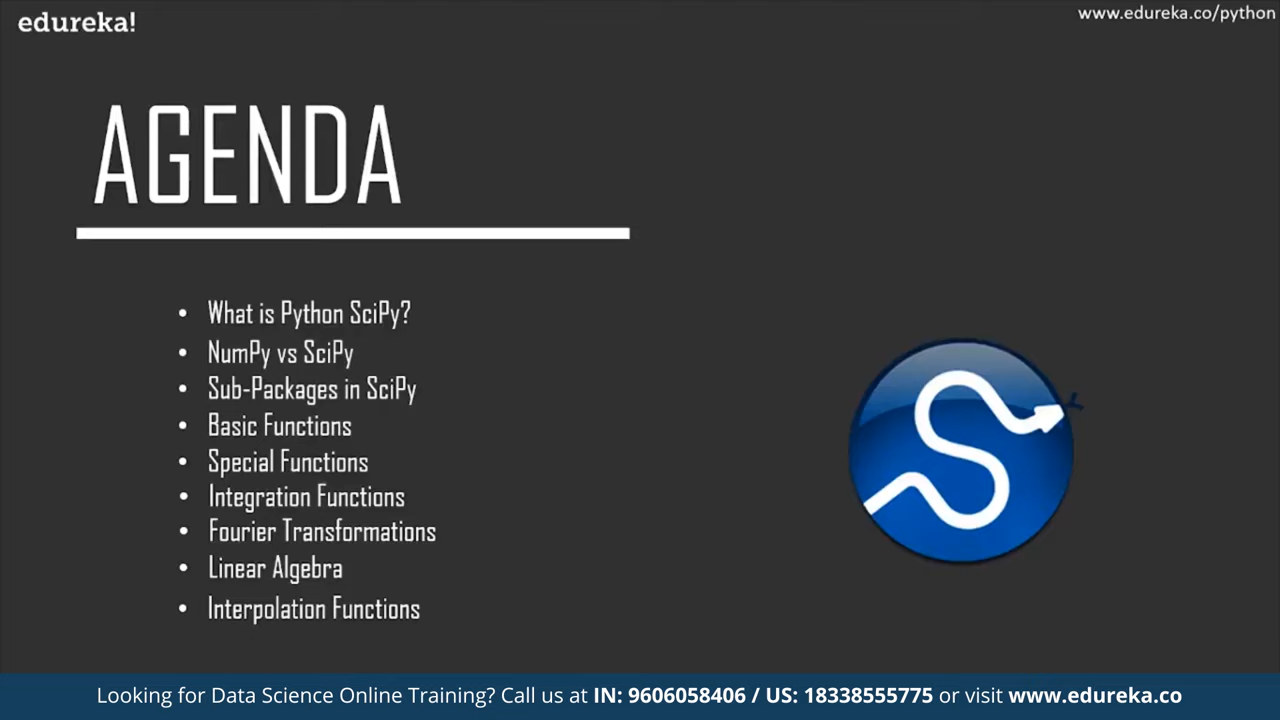 edureka!
www.edureka.co/python
AGENDA
• What is Python SciPy?
• NumPy vs SciPy
• Sub-Packages in SciPy
• Basic Functions
• Special Functions
• Integration Functions
• Fourier Transformations
• Linear Algebra
• Interpolation Functions
Looking for Data Science Online Training? Call us at IN: 9606058406 / US: 18338555775 or visit www.edureka.co